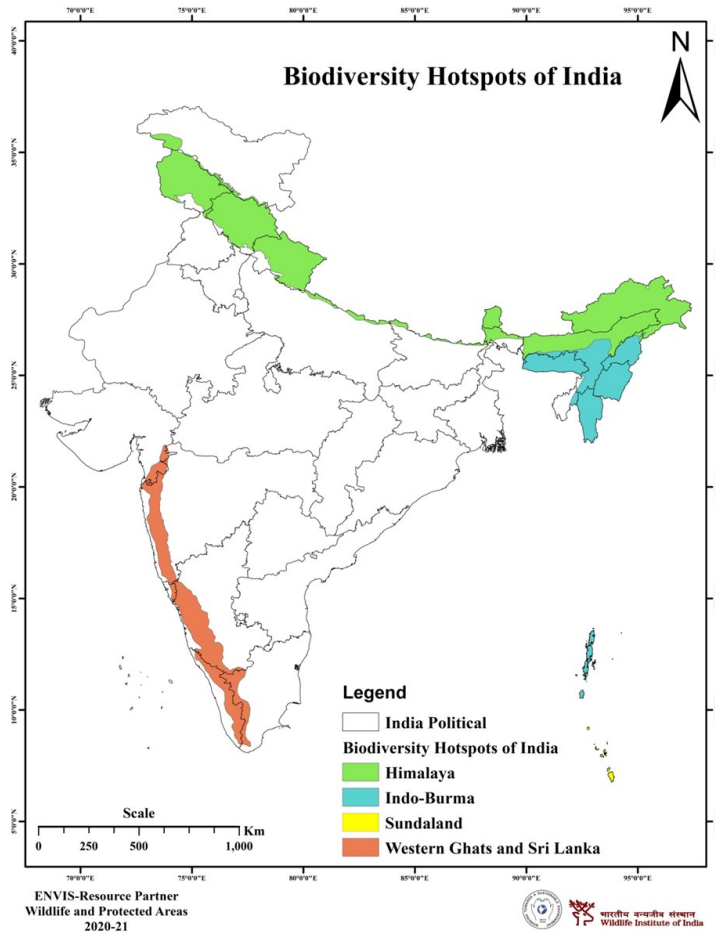 70°0'0"E 75°0'0"E 80°0'0"E 85°0'0"E 90°0'0"E 95°0'0"E
N
Biodiversity Hotspots of India
40°0'0"N
35°0'0"N
30°0'0"N
25°0'0"N
20°0'0"N
15°0'0"N
10°0'0"N
5°0'0"N
Legend
India Political
Biodiversity Hotspots of India
Himalaya
Indo-Burma
Sundaland
Western Ghats and Sri Lanka
Scale
Km
0 250 500 1,000
70°0'0"E 75°0'0"E 80°0'0"E 85°0'0"E 90°0'0"E 95°0'0"E
ENVIS-Resource Partner
Wildlife and Protected Areas
2020-21
भारतीय वन्यजीव संस्थान
Wildlife Institute of India